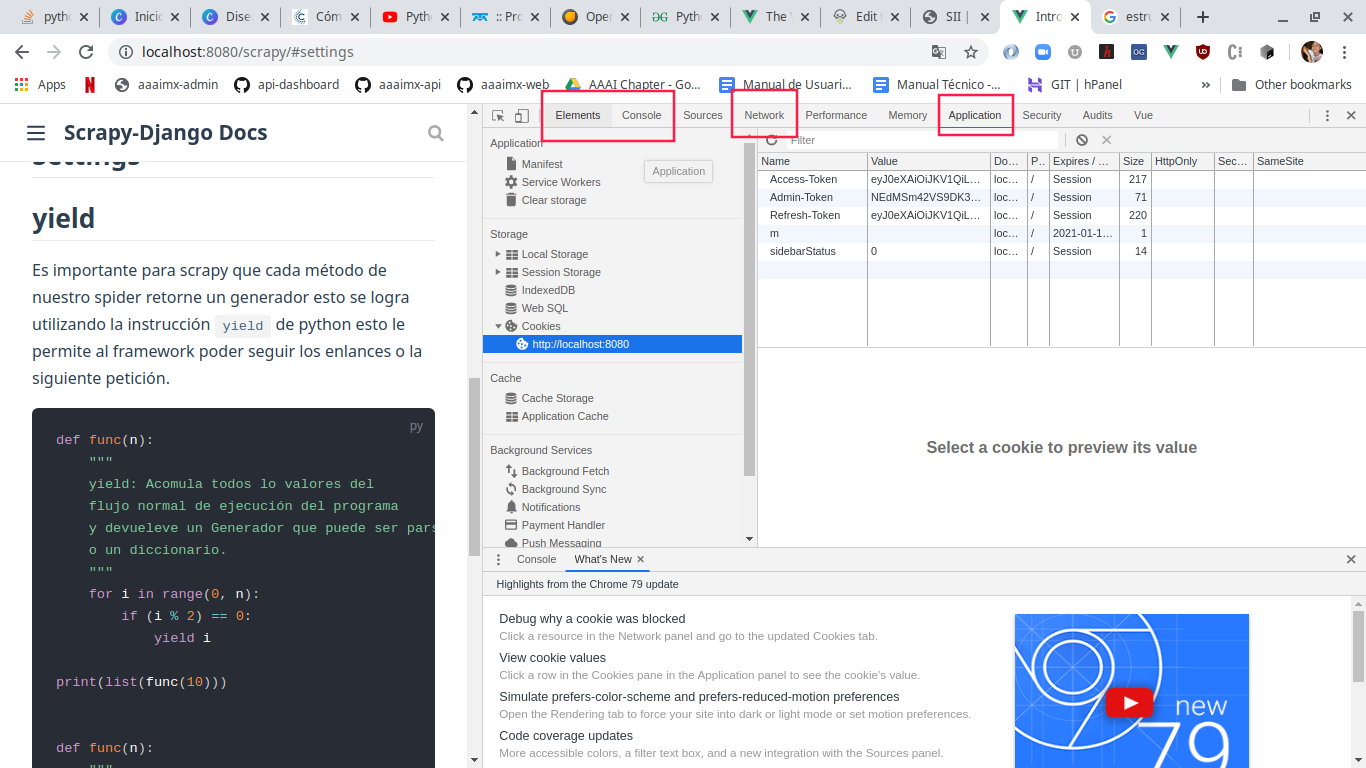 pytho
Inicio
Diseñ
Cóm
Pytho
:: Pro
Open
Pytho
The V
Edit f
SII |
Intro
estru
localhost:8080/scrapy/#settings
Apps
aaaimx-admin
api-dashboard
aaaimx-api
aaaimx-web
AAAI Chapter - Go...
Manual de Usuari...
Manual Técnico -...
GIT | hPanel
»
Other bookmarks
Scrapy-Django Docs
settings
yield
Es importante para scrapy que cada método de
nuestro spider retorne un generador esto se logra
utilizando la instrucción yield de python esto le
permite al framework poder seguir los enlances o la
siguiente petición.
py
def func(n):
"""
yield: Acomula todos lo valores del
flujo normal de ejecución del programa
y devueleve un Generador que puede ser pars
o un diccionario.
"""
for i in range(0, n):
if (i % 2) == 0:
yield i
print(list(func(10)))
def func(n):
"""
Elements
Console
Sources
Network
Performance
Memory
Application
Security
Audits
Vue
Application
Manifest
Service Workers
Clear storage
Application
Storage
Local Storage
Session Storage
IndexedDB
Web SQL
Cookies
http://localhost:8080
Cache
Cache Storage
Application Cache
Background Services
Background Fetch
Background Sync
Notifications
Payment Handler
Push Messaging
Filter
Name Value Do... P.. Expires / ... Size HttpOnly Sec... SameSite
Access-Token eyJ0eXAiOiJKV1QiL... loc... / Session 217
Admin-Token NEdMSm42VS9DK3... loc... / Session 71
Refresh-Token eyJ0eXAiOiJKV1QiL... loc... / Session 220
m loc... / 2021-01-1... 1
sidebarStatus 0 loc... / Session 14
Select a cookie to preview its value
Console
What's New
Highlights from the Chrome 79 update
Debug why a cookie was blocked
Click a resource in the Network panel and go to the updated Cookies tab.
View cookie values
Click a row in the Cookies pane in the Application panel to see the cookie's value.
Simulate prefers-color-scheme and prefers-reduced-motion preferences
Open the Rendering tab to force your site into dark or light mode or set motion preferences.
Code coverage updates
More accessible colors, a filter text box, and a new integration with the Sources panel.
new
79